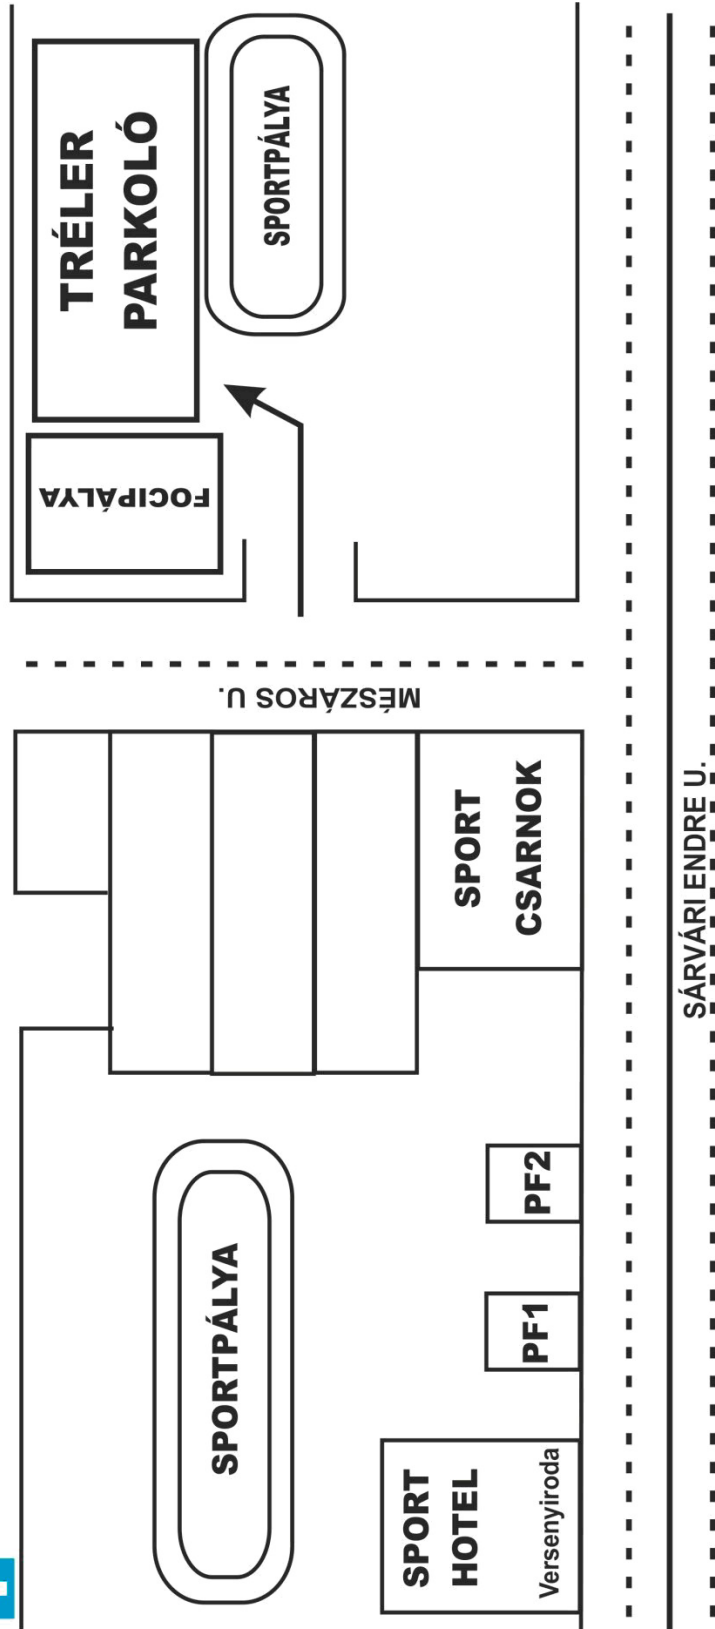 TRÉLER
PARKOLÓ
SPORTPÁLYA
FOCIPÁLYA
MÉSZÁROS U.
SPORT
CSARNOK
SÁRVÁRI ENDRE U.
PF2
PF1
SPORTPÁLYA
SPORT
HOTEL
Versenyiroda